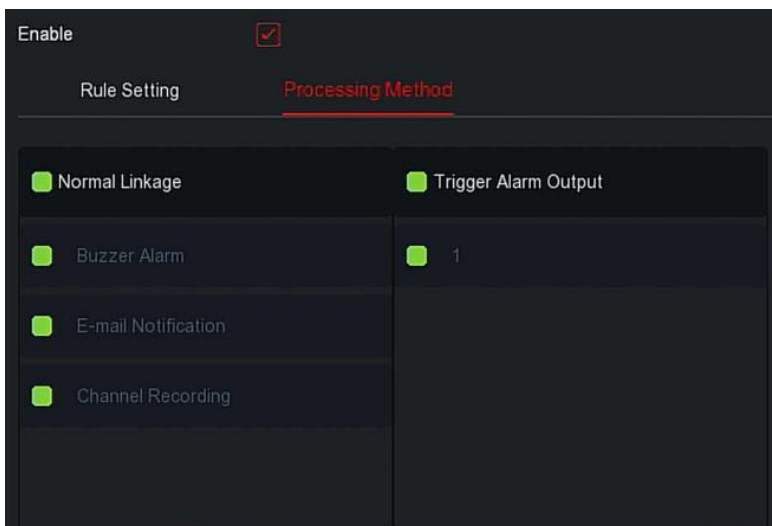 Enable
Rule Setting
Processing Method
Normal Linkage
Trigger Alarm Output
Buzzer Alarm
1
E-mail Notification
Channel Recording